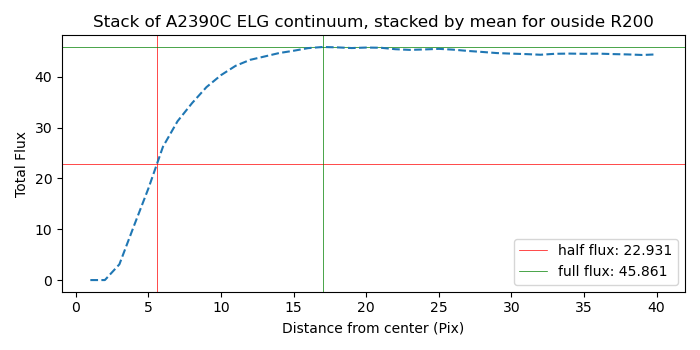 Stack of A2390C ELG continuum, stacked by mean for ouside R200
Total Flux
40
30
20
10
0
0 5 10 15 20 25 30 35 40
Distance from center (Pix)
half flux: 22.931
full flux: 45.861